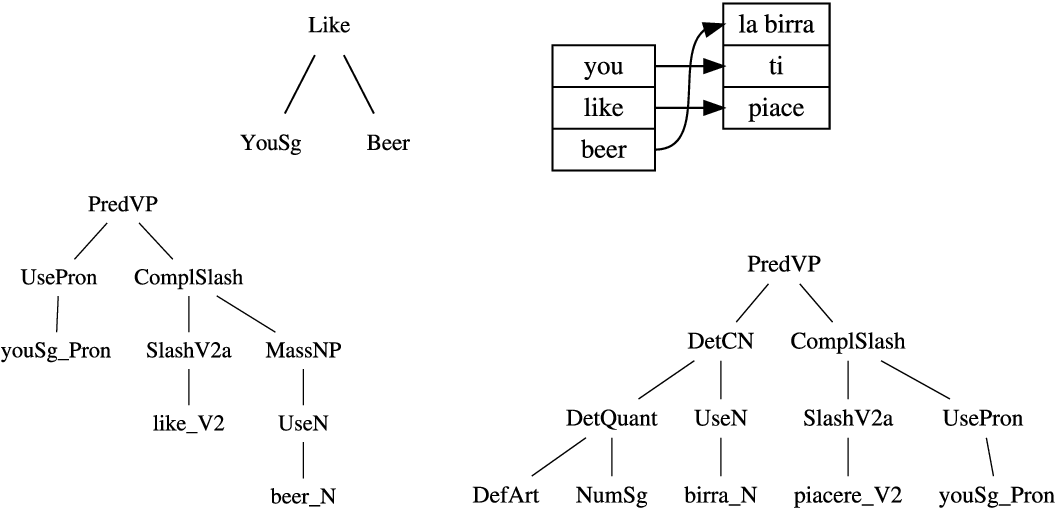 Like
YouSg Beer
you
like
beer
la birra
ti
piace
PredVP
UsePron ComplSlash
youSg_Pron SlashV2a MassNP
like_V2 UseN
beer_N
PredVP
DetCN ComplSlash
DetQuant UseN SlashV2a UsePron
DefArt NumSg birra_N piacere_V2 youSg_Pron